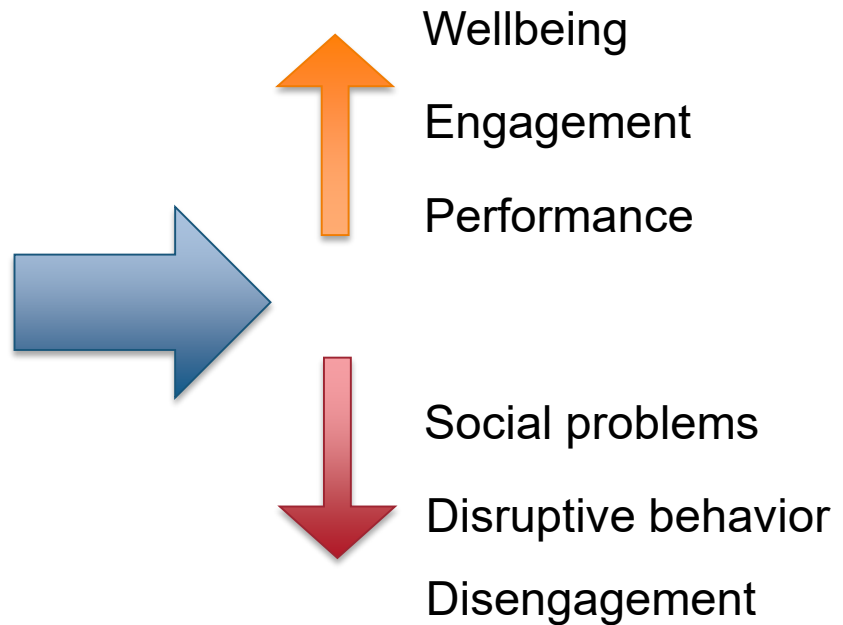 Wellbeing
Engagement
Performance
Social problems
Disruptive behavior
Disengagement